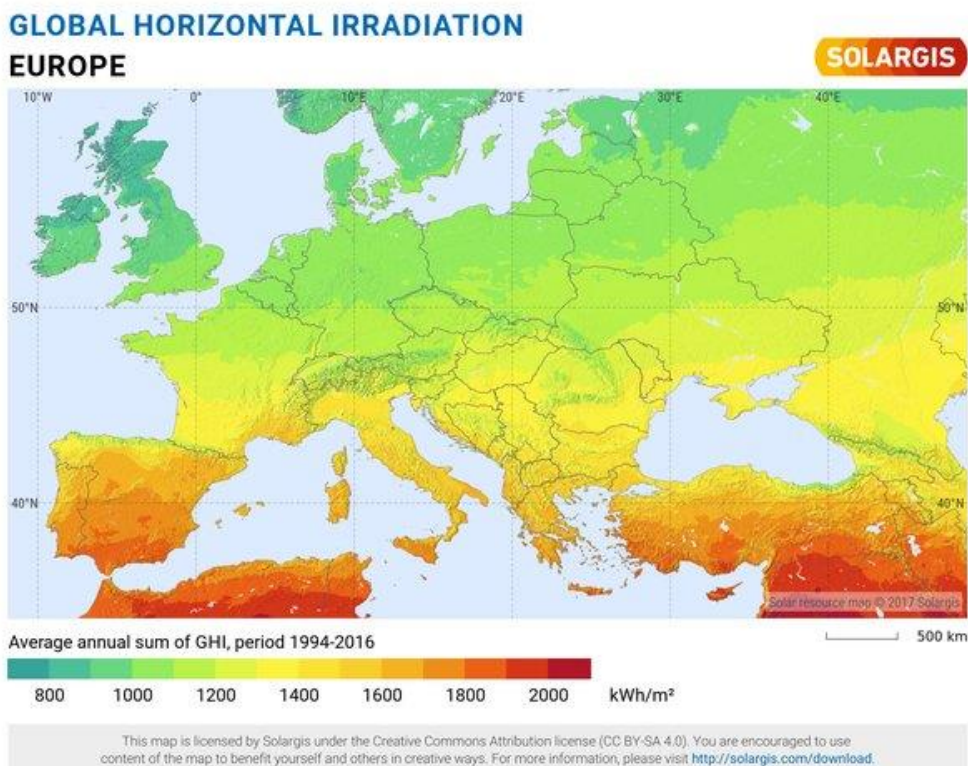 GLOBAL HORIZONTAL IRRADIATION
EUROPE
SOLARGIS
10°W 0° 10°E 20°E 30°E 40°E
50°N 50°N
40°N 40°N
Solar resource map © 2017 Solargis
Average annual sum of GHI, period 1994-2016
500 km
800 1000 1200 1400 1600 1800 2000 kWh/m²
This map is licensed by Solargis under the Creative Commons Attribution license (CC BY-SA 4.0). You are encouraged to use
content of the map to benefit yourself and others in creative ways. For more information, please visit http://solargis.com/download.